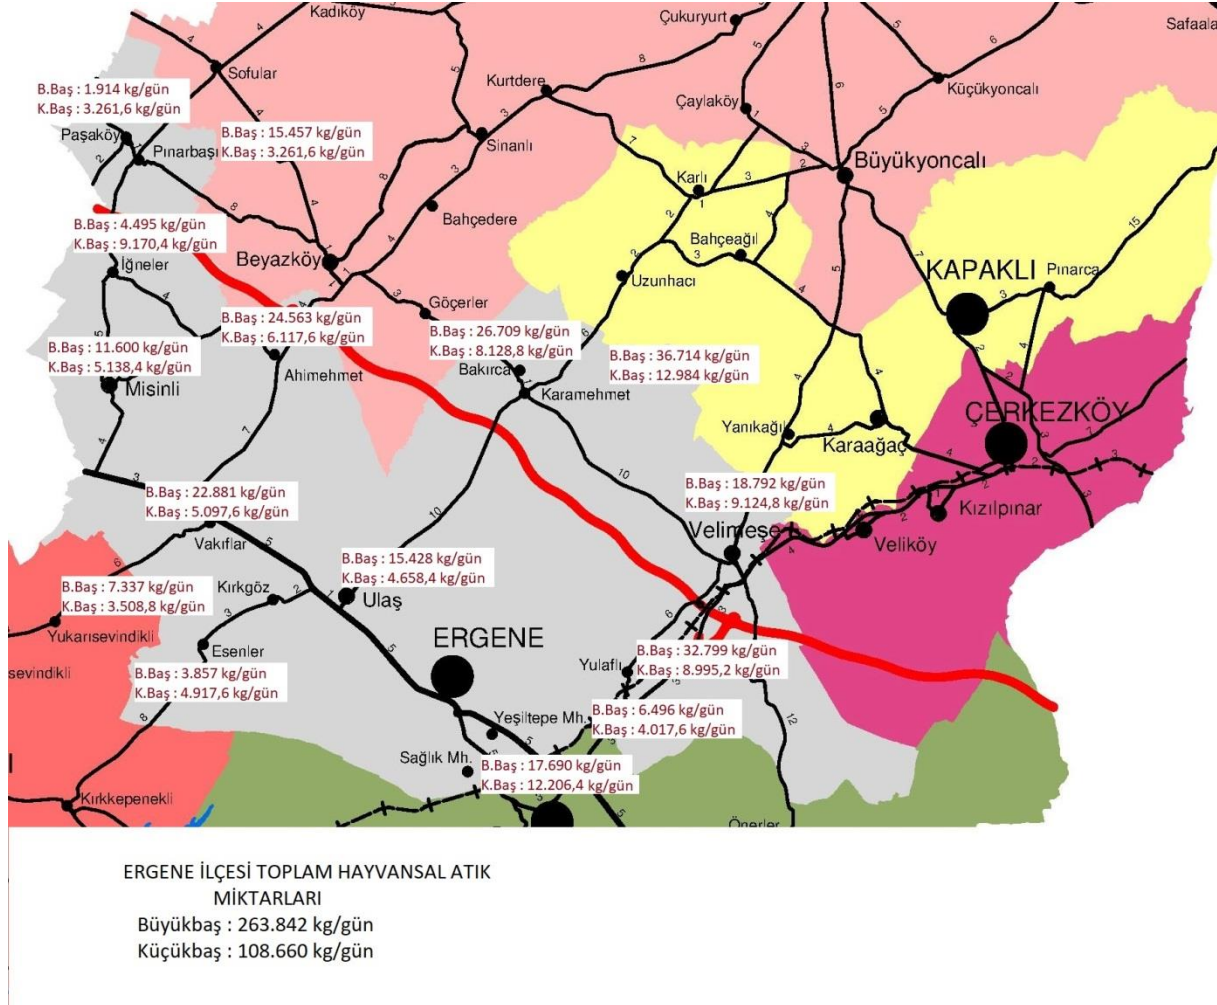 Kadıköy
Çukuryurt
Safaala
Sofular
Kurtdere
Küçükyoncalı
B.Baş : 1.914 kg/gün
K.Baş : 3.261,6 kg/gün
Çaylaköy
Paşaköy
B.Baş : 15.457 kg/gün
K.Baş : 3.261,6 kg/gün
Sinanlı
Pınarbaşı
Büyükyoncalı
Karlı
Bahçedere
B.Baş : 4.495 kg/gün
K.Baş : 9.170,4 kg/gün
Bahçeağıl
İğneler
Beyazköy
Uzunhacı
KAPAKLI
Pınarca
Göçerler
B.Baş : 24.563 kg/gün
K.Baş : 6.117,6 kg/gün
B.Baş : 26.709 kg/gün
K.Baş : 8.128,8 kg/gün
B.Baş : 11.600 kg/gün
K.Baş : 5.138,4 kg/gün
B.Baş : 36.714 kg/gün
K.Baş : 12.984 kg/gün
Ahimehmet
Bakırca
Misinli
Karamehmet
ÇERKEZKÖY
Yanıkağıl
Karaağaç
B.Baş : 22.881 kg/gün
K.Baş : 5.097,6 kg/gün
B.Baş : 18.792 kg/gün
K.Baş : 9.124,8 kg/gün
Kızılpınar
Vakıflar
Velimeşe
Veliköy
B.Baş : 15.428 kg/gün
K.Baş : 4.658,4 kg/gün
B.Baş : 7.337 kg/gün
K.Baş : 3.508,8 kg/gün
Kırkgöz
Ulaş
Yukarısevindikli
ERGENE
sevindikli
Esenler
B.Baş : 32.799 kg/gün
K.Baş : 8.995,2 kg/gün
Yulaflı
B.Baş : 3.857 kg/gün
K.Baş : 4.917,6 kg/gün
B.Baş : 6.496 kg/gün
K.Baş : 4.017,6 kg/gün
Yeşiltepe Mh.
Sağlık Mh.
B.Baş : 17.690 kg/gün
K.Baş : 12.206,4 kg/gün
Kırkkepenekli
Önerler
ERGENE İLÇESİ TOPLAM HAYVANSAL ATIK
MİKTARLARI
Büyükbaş : 263.842 kg/gün
Küçükbaş : 108.660 kg/gün